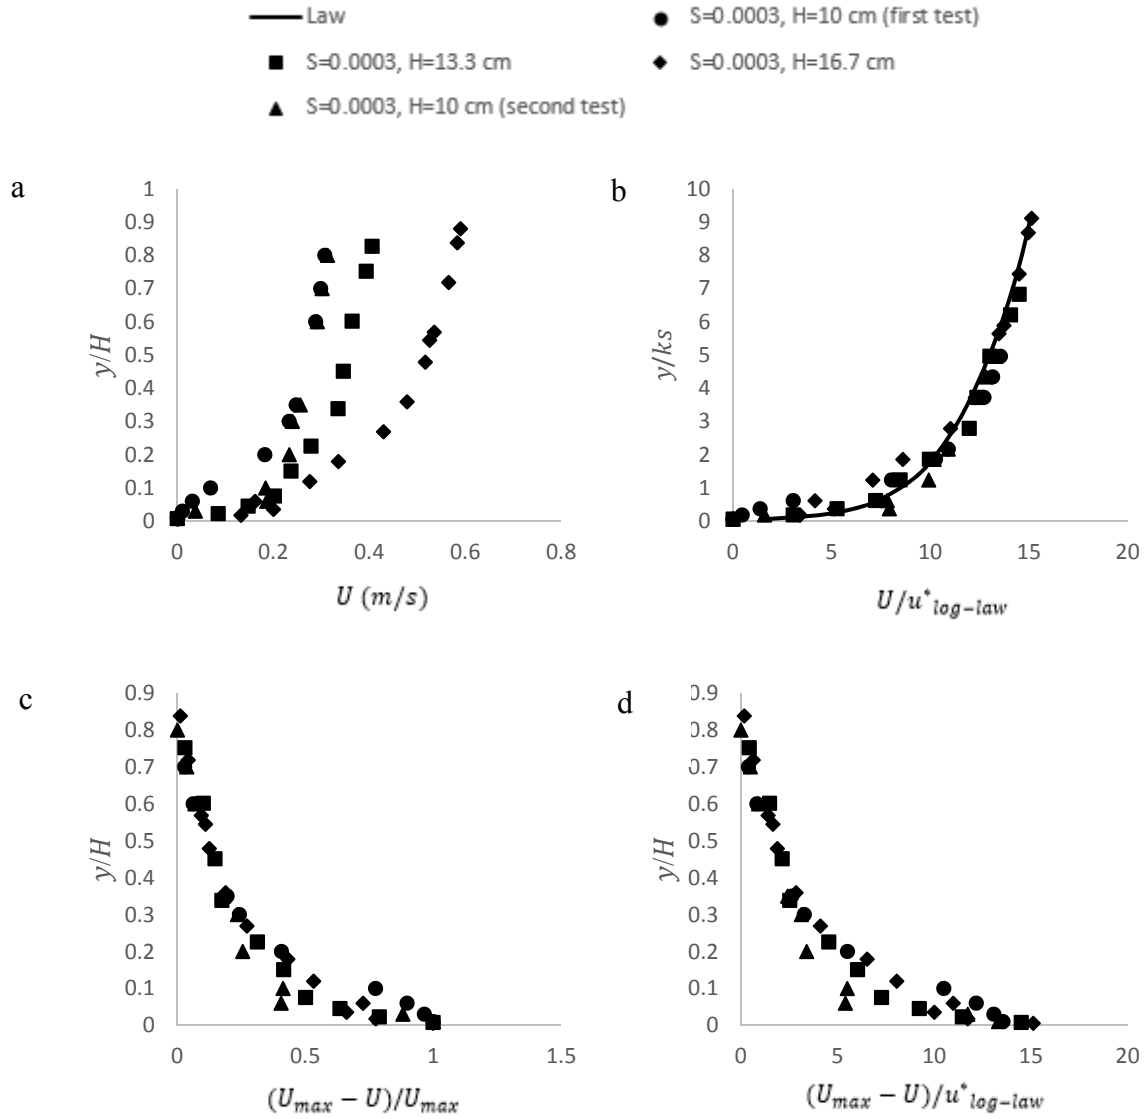 Law
S=0.0003, H=10 cm (first test)
S=0.0003, H=13.3 cm
S=0.0003, H=16.7 cm
S=0.0003, H=10 cm (second test)
a
1
0.9
0.8
0.7
0.6
0.5
0.4
0.3
0.2
0.1
0
y/H
0 0.2 0.4 0.6 0.8
U (m/s)
b
10
9
8
7
6
5
4
3
2
1
0
y/ks
0 5 10 15 20
U/u*log−law
c
0.9
0.8
0.7
0.6
0.5
0.4
0.3
0.2
0.1
0
y/H
0 0.5 1 1.5
(Umax − U)/Umax
d
0.9
0.8
0.7
0.6
0.5
0.4
0.3
0.2
0.1
0
y/H
0 5 10 15 20
(Umax − U)/u*log−law